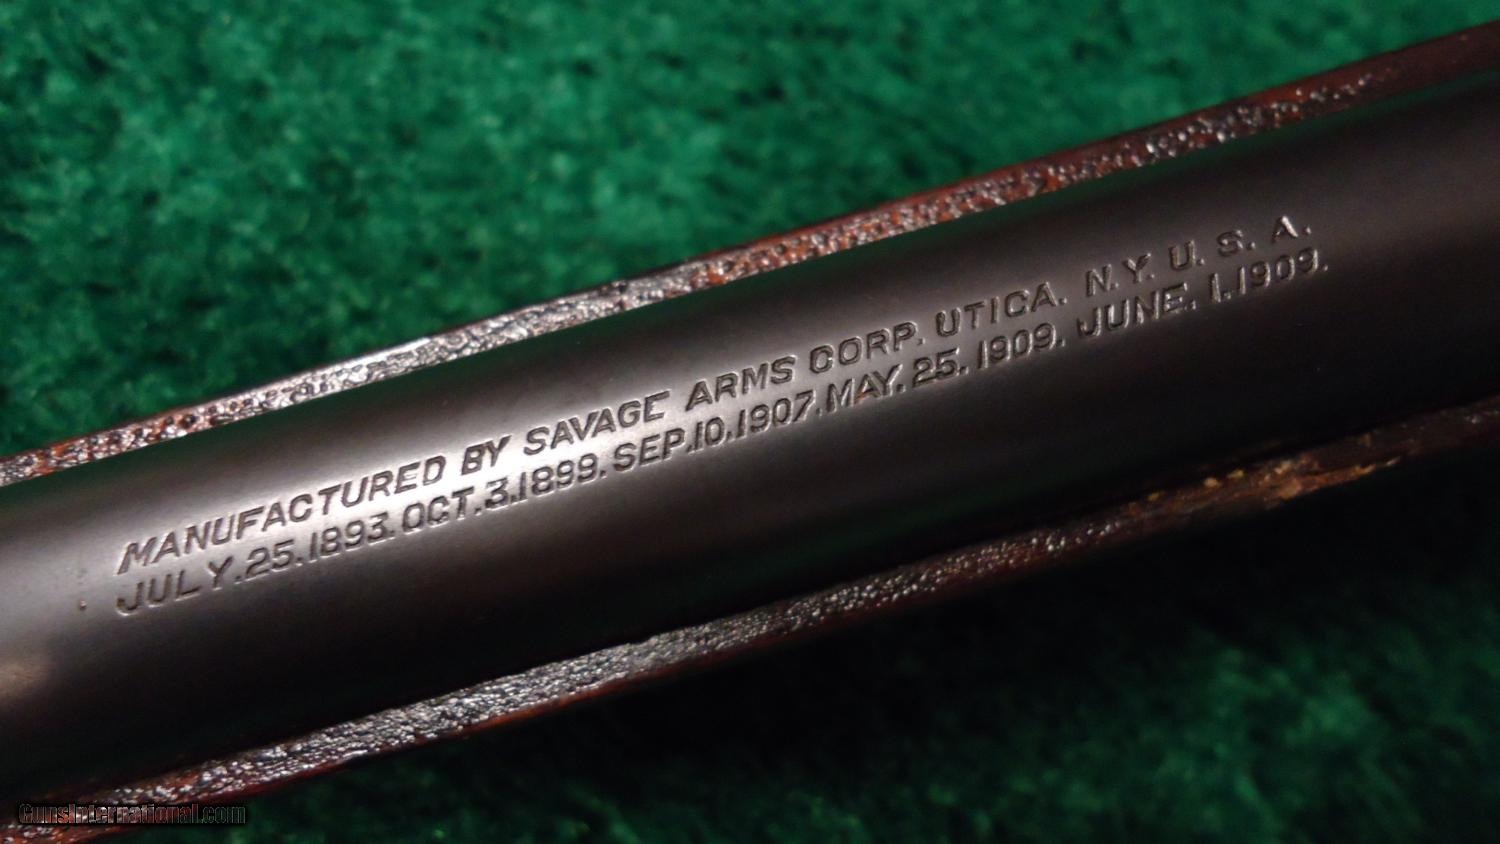 MANUFACTURED BY SAVAGE ARMS CORP. UTICA. N.Y. U. S. A.
JULY.25.1893.OCT.3.1899.SEP.10.1907.MAY.25.1909.JUNE.1.1909.
GunsInternational.com